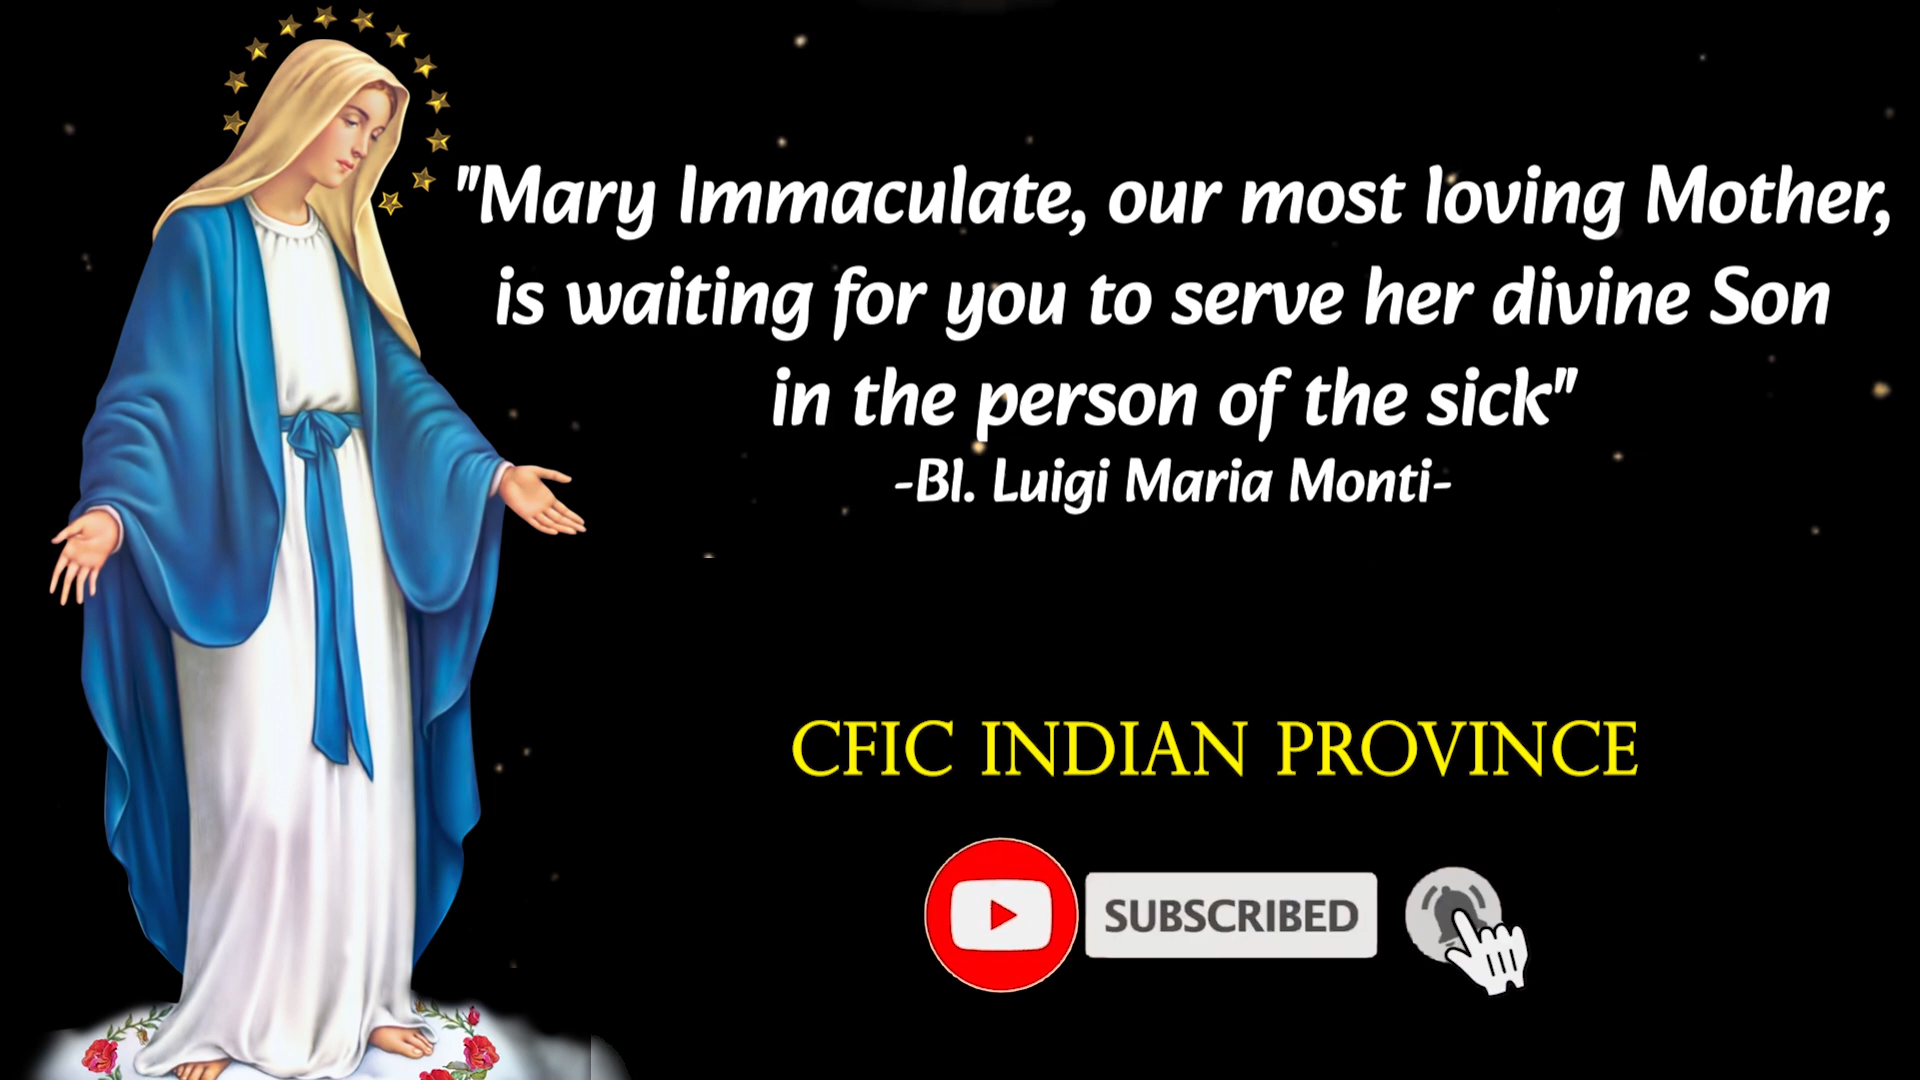 "Mary Immaculate, our most loving Mother,
is waiting for you to serve her divine Son
in the person of the sick"
-Bl. Luigi Maria Monti-
CFIC INDIAN PROVINCE
SUBSCRIBED